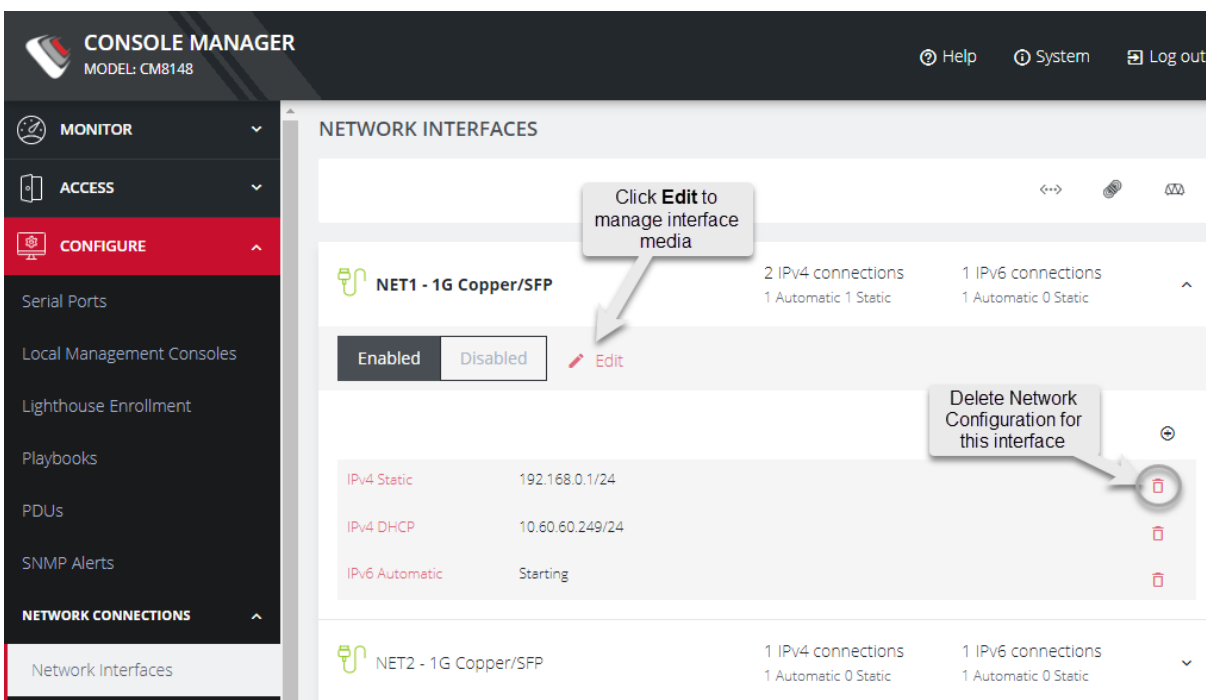 CONSOLE MANAGER
MODEL: CM8148
Help
System
Log out
MONITOR
ACCESS
CONFIGURE
Serial Ports
Local Management Consoles
Lighthouse Enrollment
Playbooks
PDUs
SNMP Alerts
NETWORK CONNECTIONS
Network Interfaces
NETWORK INTERFACES
Click Edit to
manage interface
media
NET1 - 1G Copper/SFP
2 IPv4 connections
1 Automatic 1 Static
1 IPv6 connections
1 Automatic 0 Static
Enabled
Disabled
Edit
Delete Network
Configuration for
this interface
IPv4 Static 192.168.0.1/24
IPv4 DHCP 10.60.60.249/24
IPv6 Automatic Starting
NET2 - 1G Copper/SFP
1 IPv4 connections
1 Automatic 0 Static
1 IPv6 connections
1 Automatic 0 Static